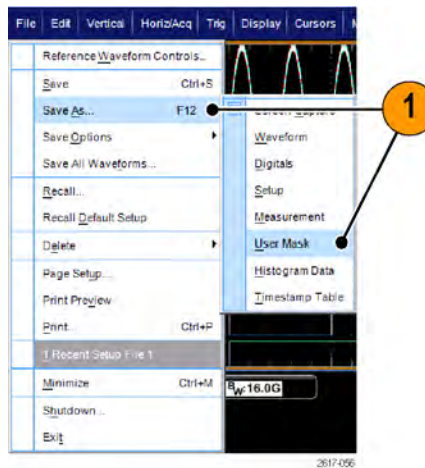 File Edit Vertical Horiz/Acq Trig Display Cursors
Reference Waveform Controls...
Save Ctrl+S
Save As... F12
Save Options
Save All Waveforms...
Recall...
Recall Default Setup
Delete
Page Setup...
Print Preview
Print... Ctrl+P
1 Recent Setup File 1
Minimize Ctrl+M
Shutdown...
Exit
Screen Capture
Waveform
Digitals
Setup
Measurement
User Mask
Histogram Data
Timestamp Table
1
BW:16.0G
2617-056